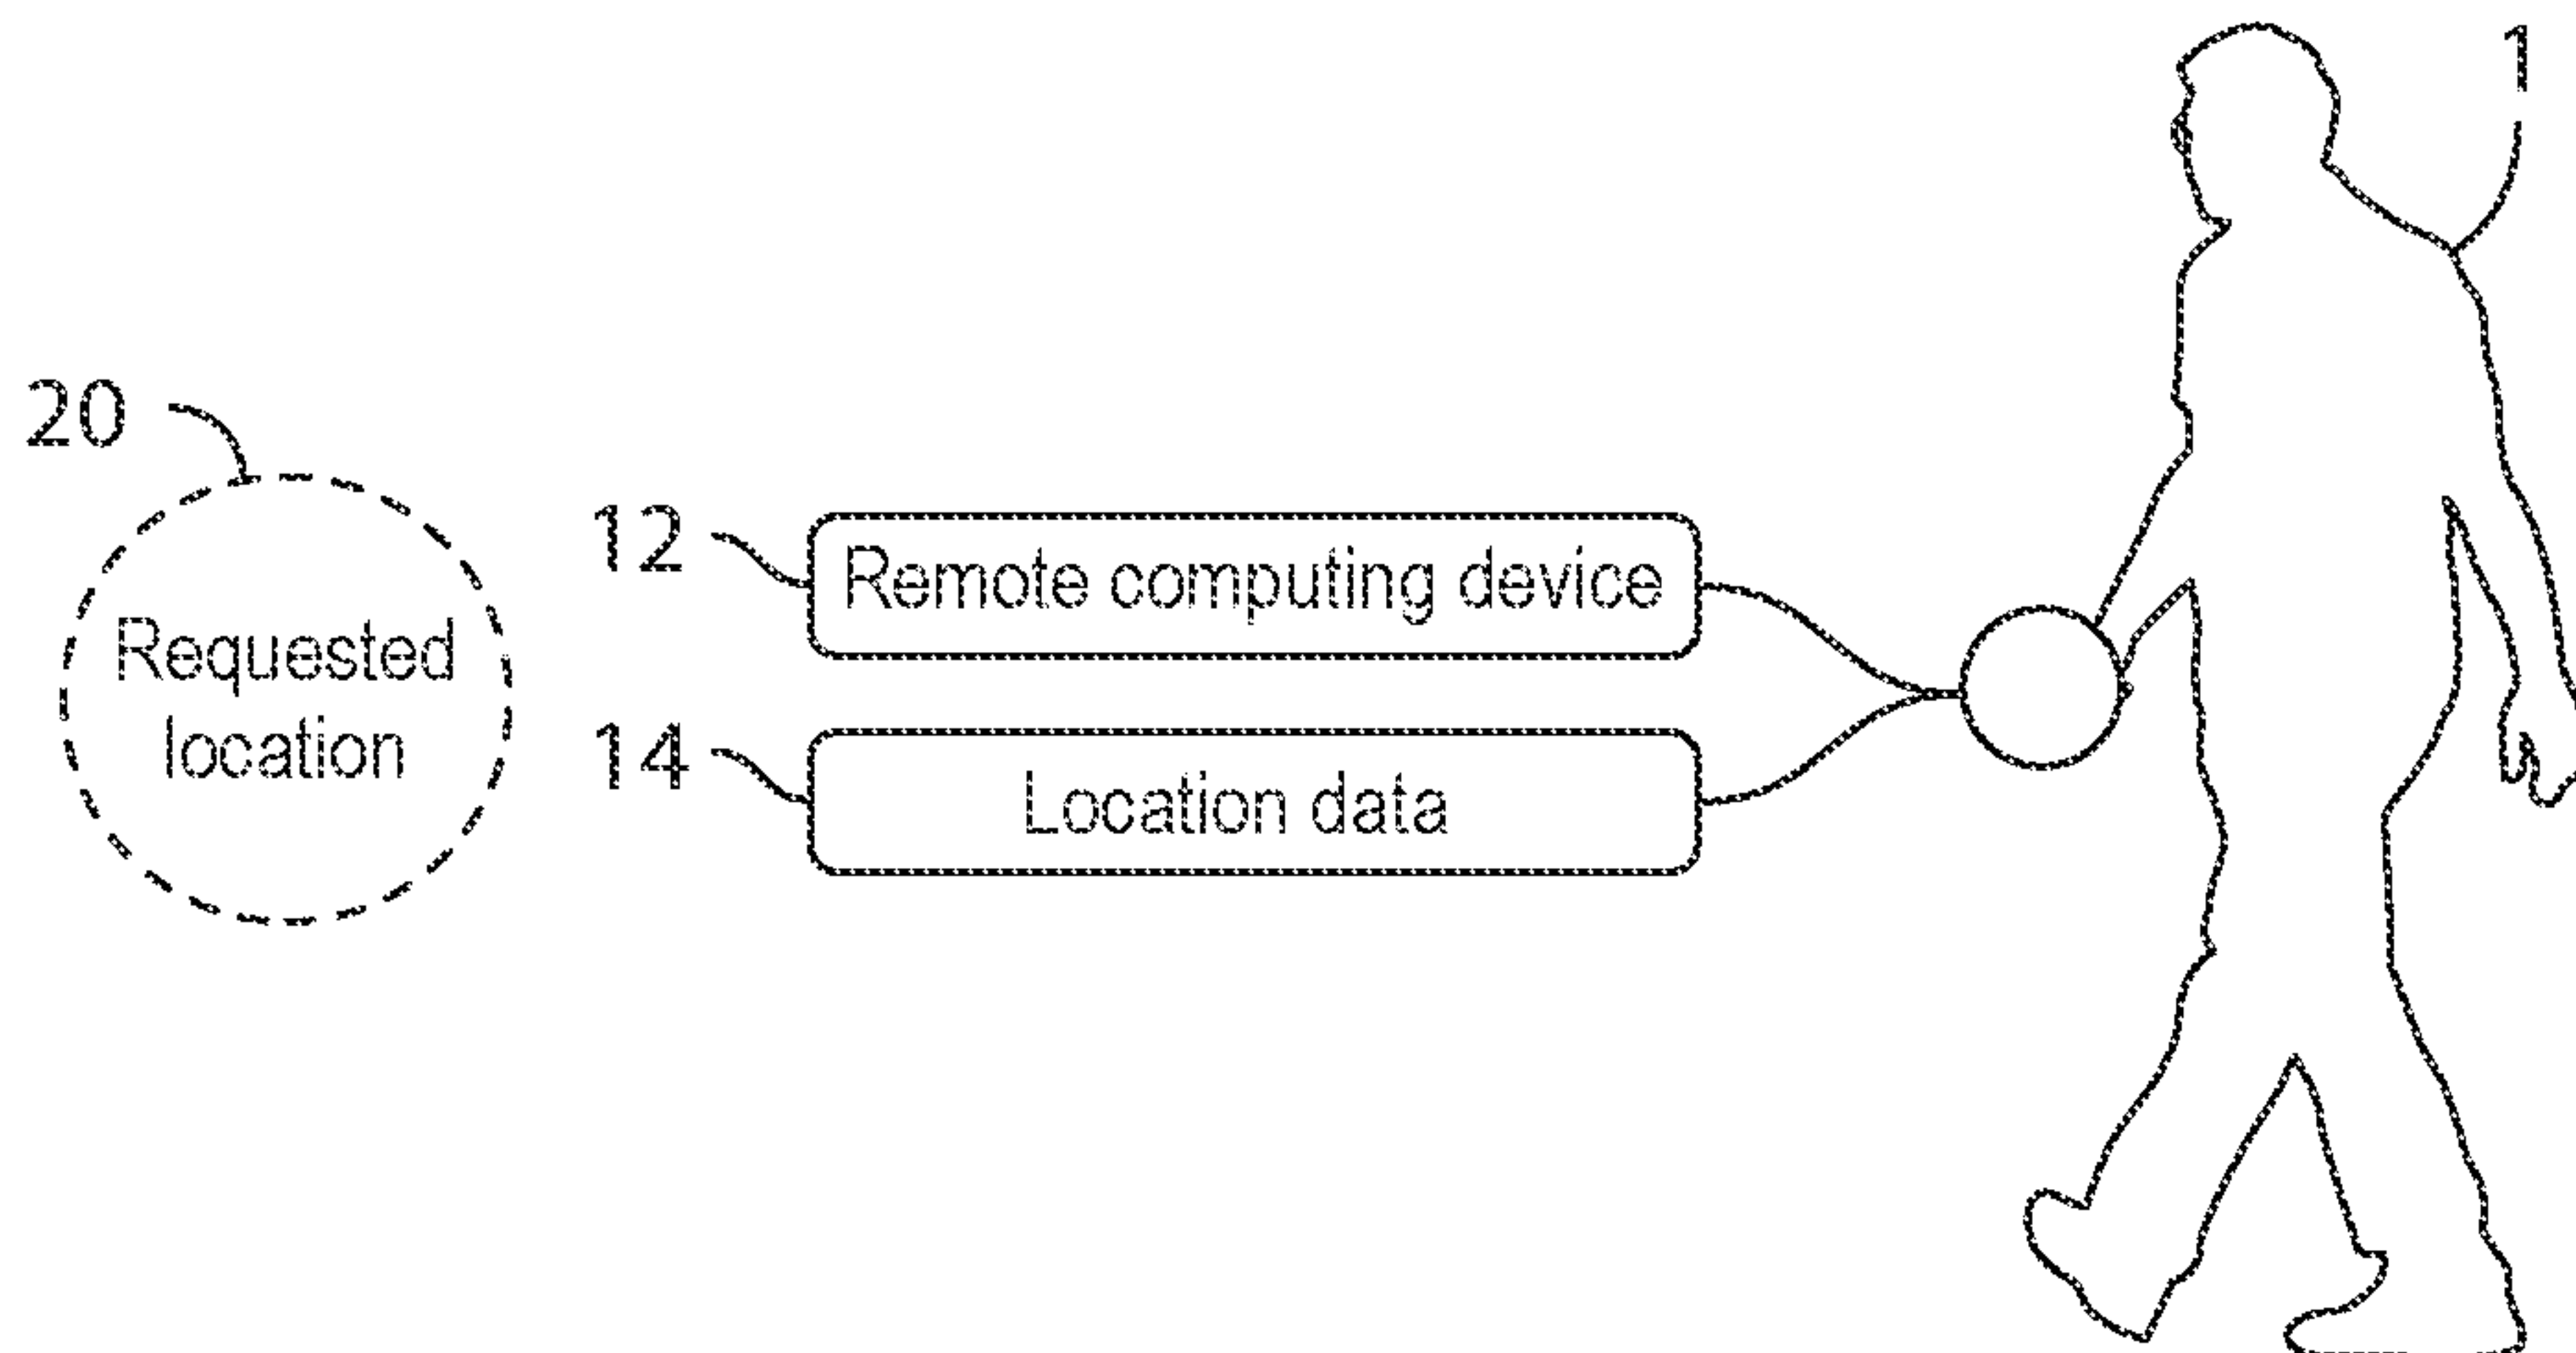 1
20
12
Remote computing device
Requested
location
14
Location data